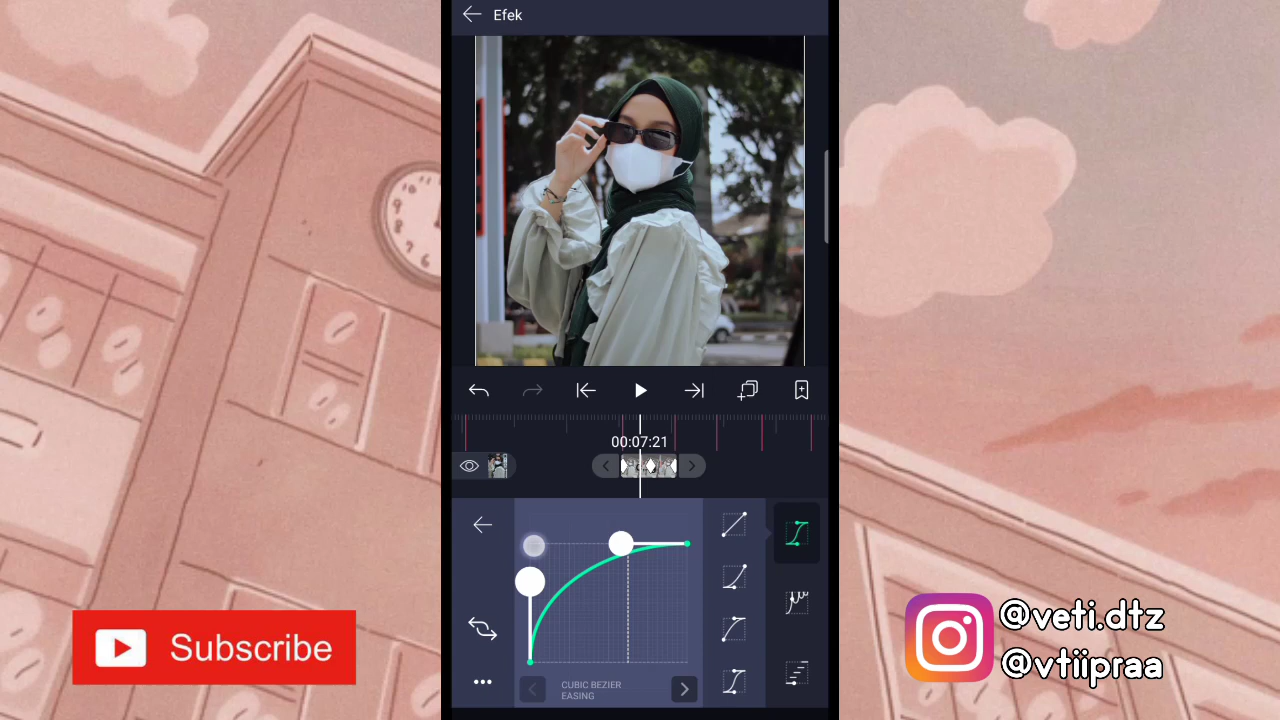 Efek
00:07:21
CUBIC BEZIER
EASING
Subscribe
@veti.dtz
@vtiipraa